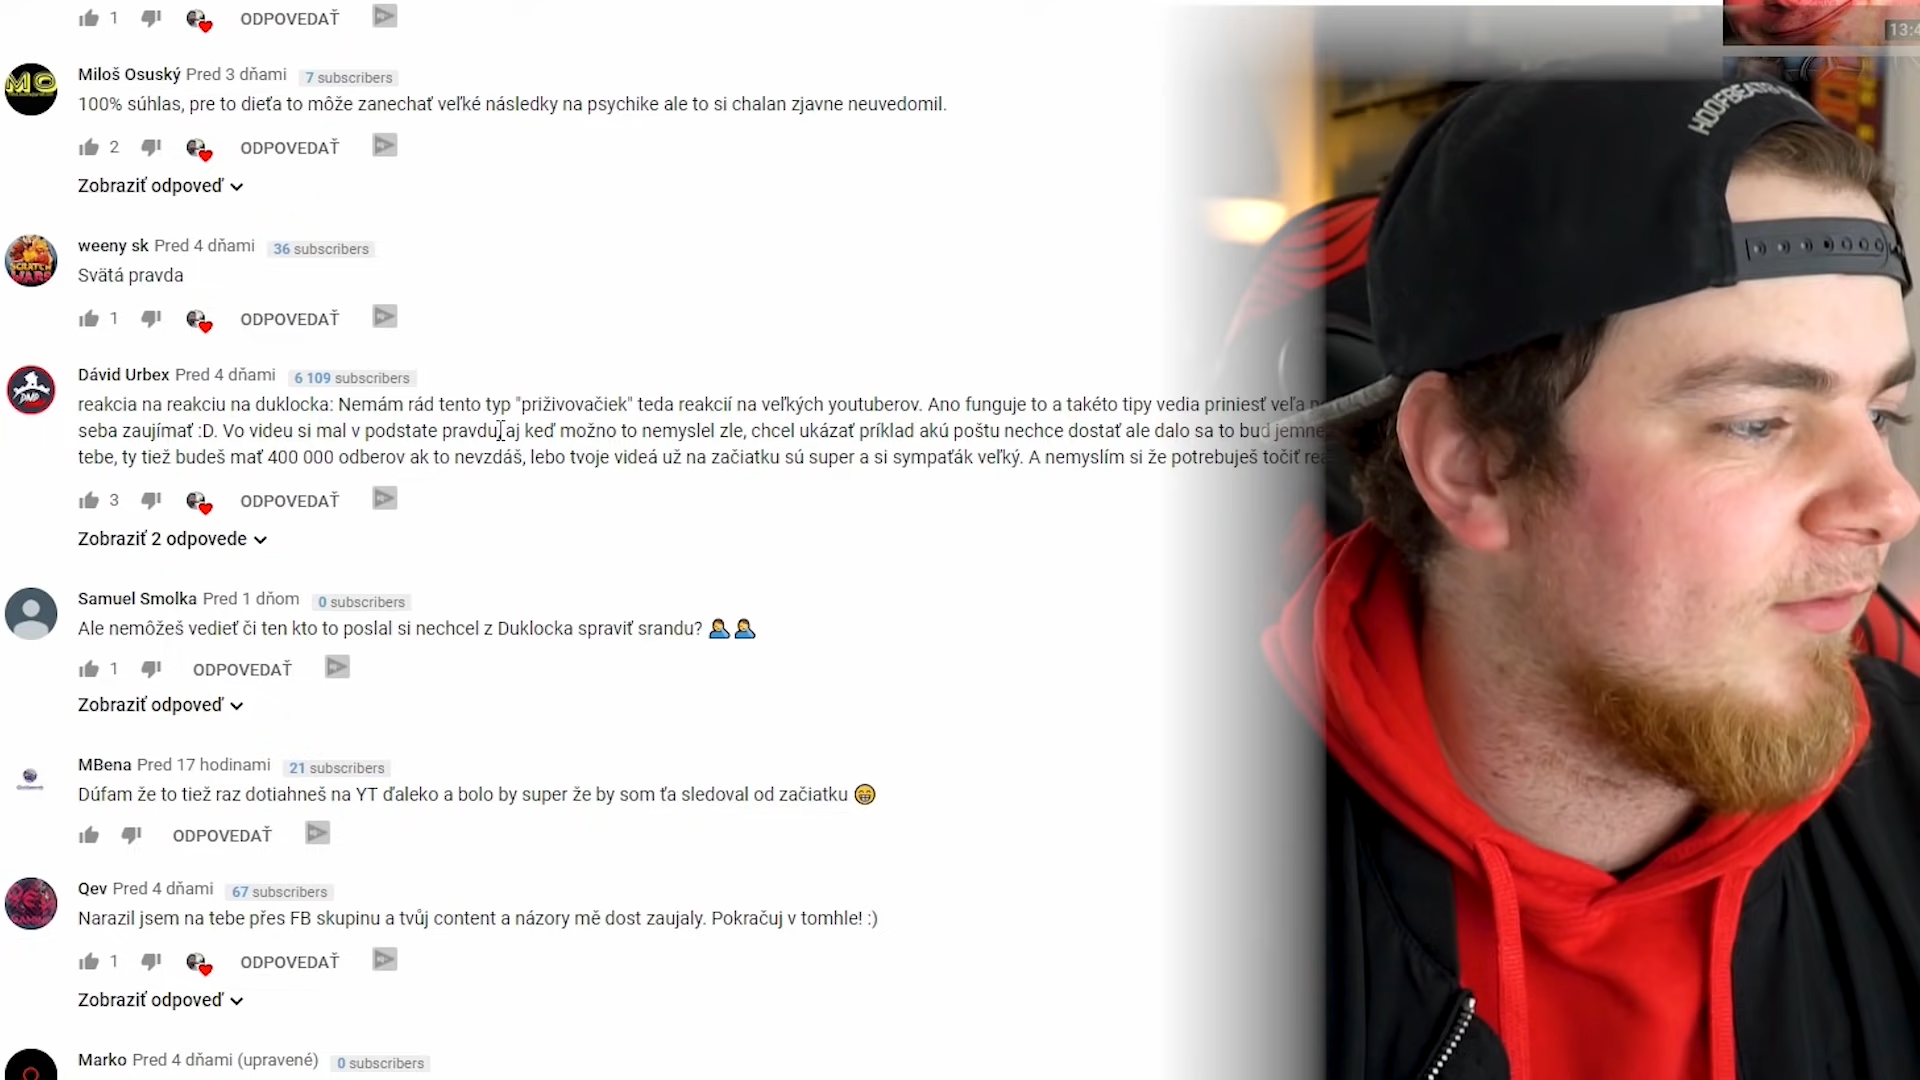 1 ODPOVEDAŤ
13:4
HOOFBEATS
MO Miloš Osuský Pred 3 dňami 7 subscribers
100% súhlas, pre to dieťa to môže zanechať veľké následky na psychike ale to si chalan zjavne neuvedomil.
2 ODPOVEDAŤ
Zobraziť odpoveď
weeny sk Pred 4 dňami 36 subscribers
SCRATCH WARS Svätá pravda
1 ODPOVEDAŤ
Dávid Urbex Pred 4 dňami 6 109 subscribers
reakcia na reakciu na duklocka: Nemám rád tento typ "priživovačiek" teda reakcií na veľkých youtuberov. Ano funguje to a takéto tipy vedia priniesť veľa
seba zaujímať :D. Vo videu si mal v podstate pravdu, aj keď možno to nemyslel zle, chcel ukázať príklad akú poštu nechce dostať ale dalo sa to bud jemne
tebe, ty tiež budeš mať 400 000 odberov ak to nevzdáš, lebo tvoje videá už na začiatku sú super a si sympaťák veľký. A nemyslím si že potrebuješ točiť
3 ODPOVEDAŤ
Zobraziť 2 odpovede
Samuel Smolka Pred 1 dňom 0 subscribers
Ale nemôžeš vedieť či ten kto to poslal si nechcel z Duklocka spraviť srandu? 🤦🤦
1 ODPOVEDAŤ
Zobraziť odpoveď
MBena Pred 17 hodinami 21 subscribers
Dúfam že to tiež raz dotiahneš na YT ďaleko a bolo by super že by som ťa sledoval od začiatku 😁
ODPOVEDAŤ
Qev Pred 4 dňami 67 subscribers
Narazil jsem na tebe přes FB skupinu a tvůj content a názory mě dost zaujaly. Pokračuj v tomhle! :)
1 ODPOVEDAŤ
Zobraziť odpoveď
Marko Pred 4 dňami (upravené) 0 subscribers